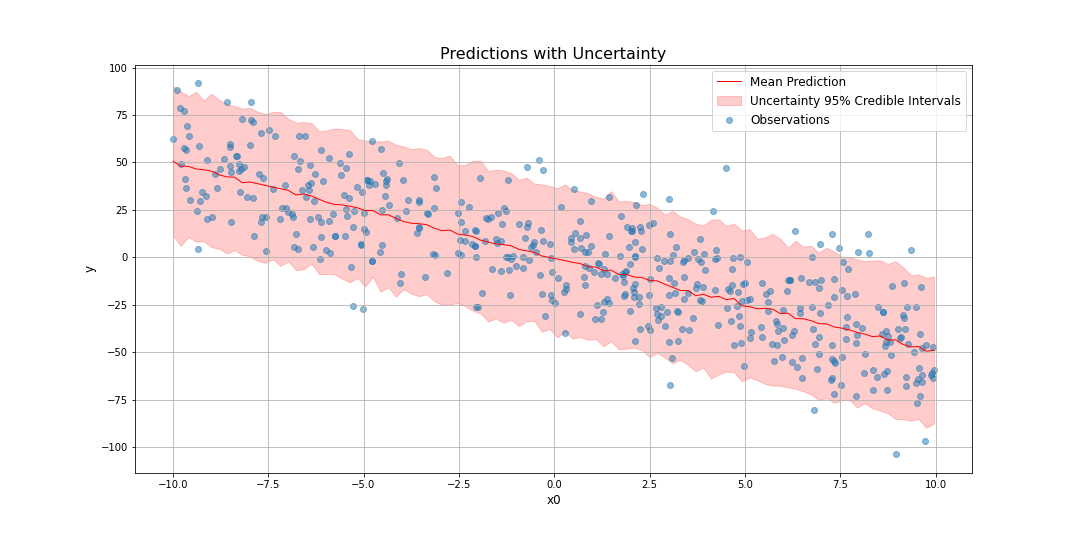 Predictions with Uncertainty
Mean Prediction
Uncertainty 95% Credible Intervals
Observations
100
75
50
25
0
−25
−50
−75
−100
y
−10.0 −7.5 −5.0 −2.5 0.0 2.5 5.0 7.5 10.0
x0